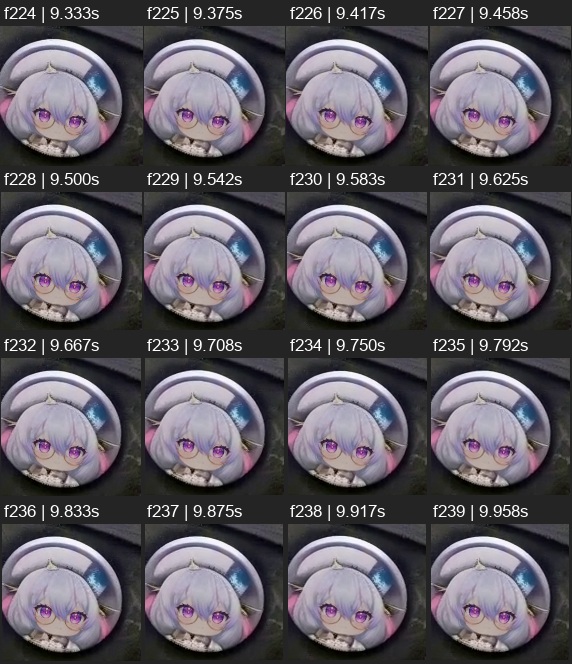 f224 | 9.333s f225 | 9.375s f226 | 9.417s f227 | 9.458s
f228 | 9.500s f229 | 9.542s f230 | 9.583s f231 | 9.625s
f232 | 9.667s f233 | 9.708s f234 | 9.750s f235 | 9.792s
f236 | 9.833s f237 | 9.875s f238 | 9.917s f239 | 9.958s